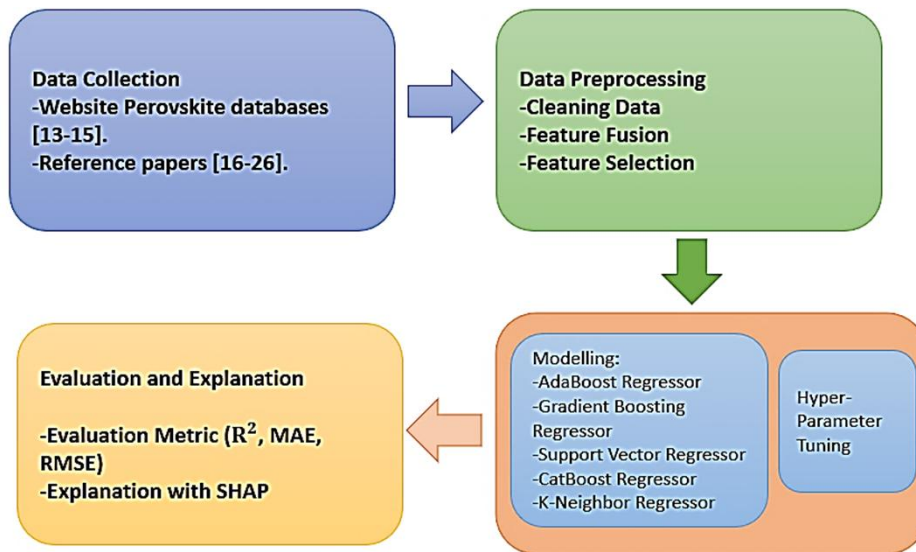 Data Collection
-Website Perovskite databases
[13-15].
-Reference papers [16-26].
Data Preprocessing
-Cleaning Data
-Feature Fusion
-Feature Selection
Modelling:
-AdaBoost Regressor
-Gradient Boosting
Regressor
-Support Vector Regressor
-CatBoost Regressor
-K-Neighbor Regressor
Hyper-
Parameter
Tuning
Evaluation and Explanation
-Evaluation Metric (R², MAE,
RMSE)
-Explanation with SHAP